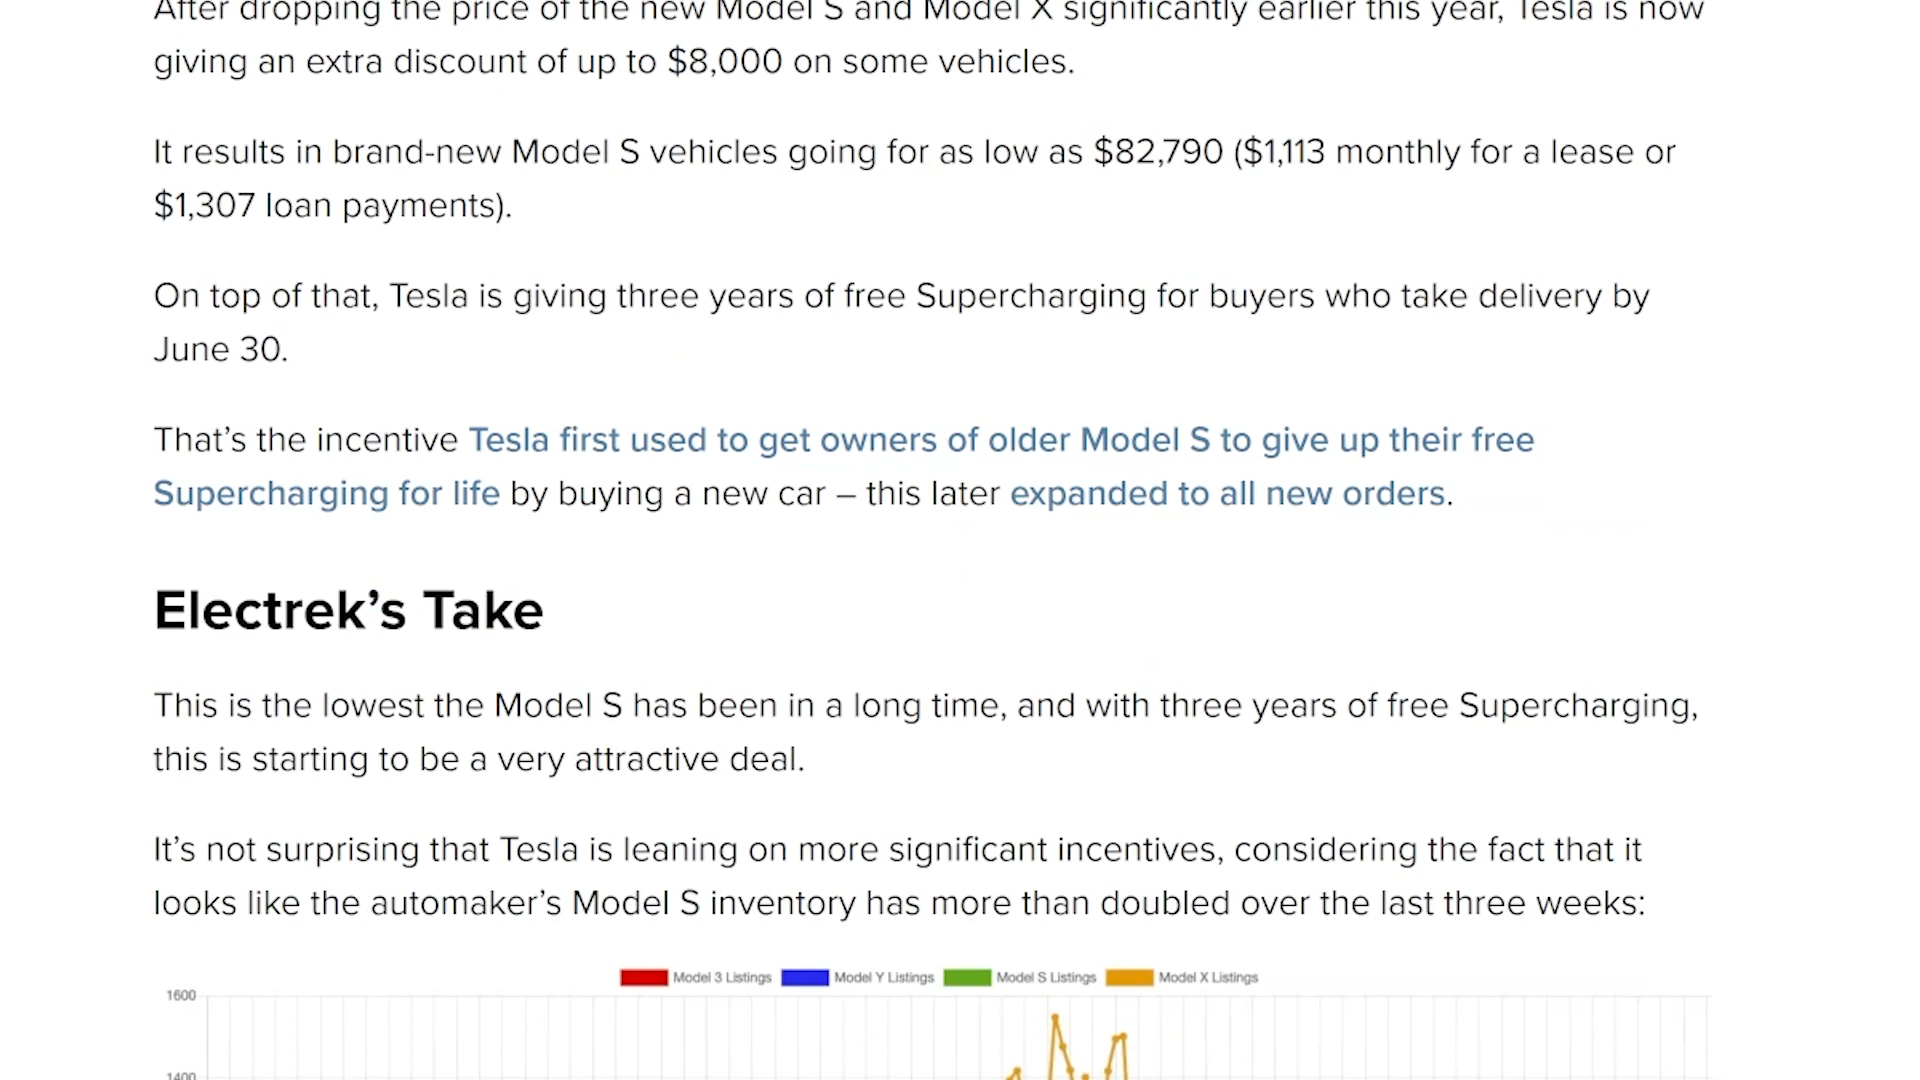 After dropping the price of the new Model S and Model X significantly earlier this year, Tesla is now
giving an extra discount of up to $8,000 on some vehicles.
It results in brand-new Model S vehicles going for as low as $82,790 ($1,113 monthly for a lease or
$1,307 loan payments).
On top of that, Tesla is giving three years of free Supercharging for buyers who take delivery by
June 30.
That’s the incentive Tesla first used to get owners of older Model S to give up their free
Supercharging for life by buying a new car – this later expanded to all new orders.
Electrek’s Take
This is the lowest the Model S has been in a long time, and with three years of free Supercharging,
this is starting to be a very attractive deal.
It’s not surprising that Tesla is leaning on more significant incentives, considering the fact that it
looks like the automaker’s Model S inventory has more than doubled over the last three weeks:
Model 3 Listings Model Y Listings Model S Listings Model X Listings
1600
1400